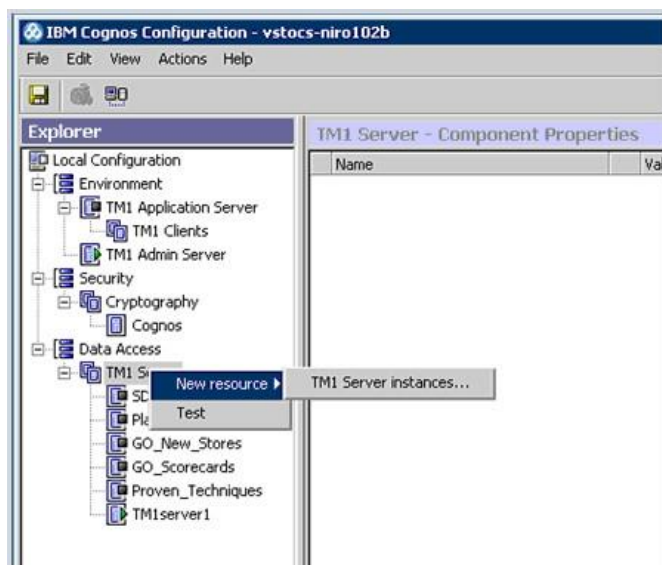 IBM Cognos Configuration - vstocs-niro102b
File Edit View Actions Help
Explorer
TM1 Server - Component Properties
Name
Local Configuration
Environment
TM1 Application Server
TM1 Clients
TM1 Admin Server
Security
Cryptography
Cognos
Data Access
TM1
New resource
TM1 Server instances...
Test
GO_New_Stores
GO_Scorecards
Proven_Techniques
TM1server1